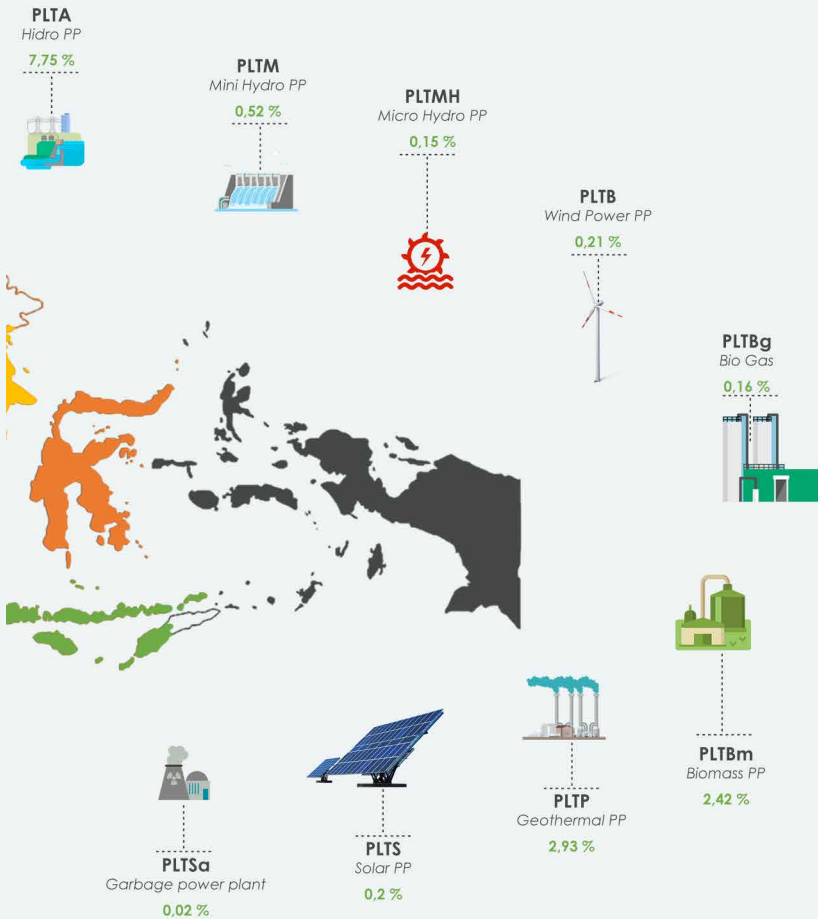 PLTA
Hidro PP
7,75 %
PLTM
Mini Hydro PP
0,52 %
PLTMH
Micro Hydro PP
0,15 %
PLTB
Wind Power PP
0,21 %
PLTBg
Bio Gas
0,16 %
PLTBm
Biomass PP
2,42 %
PLTP
Geothermal PP
2,93 %
PLTS
Solar PP
0,2 %
PLTSa
Garbage power plant
0,02 %